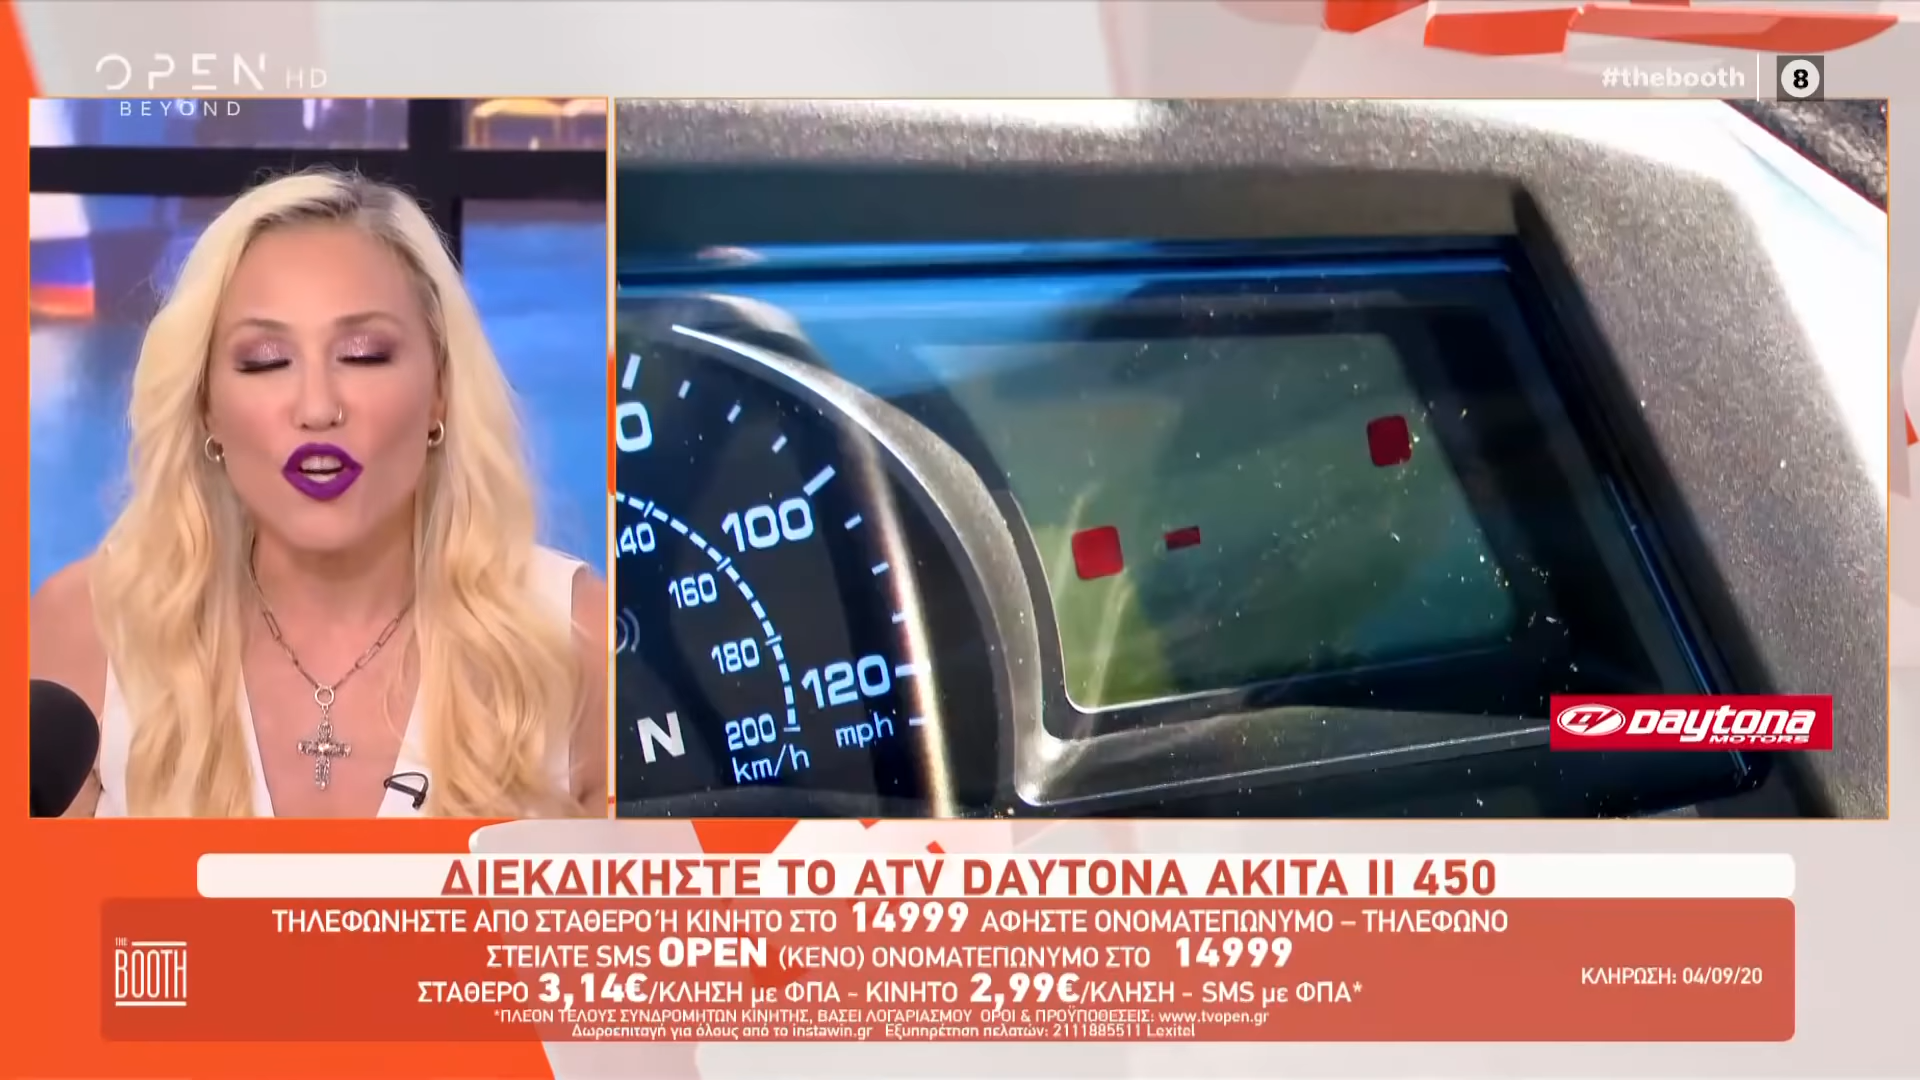 OPEN HD
BEYOND
#thebooth
8
100
120
mph
140
160
180
200
km/h
N
Daytona
MOTORS
ΔΙΕΚΔΙΚΗΣΤΕ ΤΟ ATV DAYTONA AKITA II 450
ΤΗΛΕΦΩΝΗΣΤΕ ΑΠΟ ΣΤΑΘΕΡΟ Ή ΚΙΝΗΤΟ ΣΤΟ 14999 ΑΦΗΣΤΕ ΟΝΟΜΑΤΕΠΩΝΥΜΟ – ΤΗΛΕΦΩΝΟ
ΣΤΕΙΛΤΕ SMS OPEN (ΚΕΝΟ) ΟΝΟΜΑΤΕΠΩΝΥΜΟ ΣΤΟ 14999
ΣΤΑΘΕΡΟ 3,14€/ΚΛΗΣΗ με ΦΠΑ - ΚΙΝΗΤΟ 2,99€/ΚΛΗΣΗ - SMS με ΦΠΑ*
*ΠΛΕΟΝ ΤΕΛΟΥΣ ΣΥΝΔΡΟΜΗΤΩΝ ΚΙΝΗΤΗΣ, ΒΑΣΕΙ ΛΟΓΑΡΙΑΣΜΟΥ ΟΡΟΙ & ΠΡΟΫΠΟΘΕΣΕΙΣ: www.tvopen.gr
Δωροεπιταγή για όλους από το instawin.gr Εξυπηρέτηση πελατών: 2111885511 Lexitel
THE
BOOTH
ΚΛΗΡΩΣΗ: 04/09/20